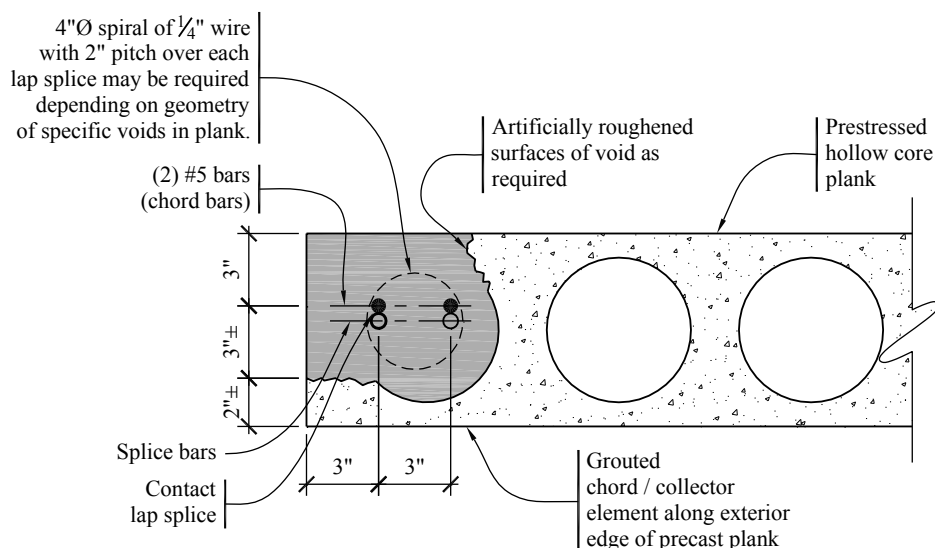 4"Ø spiral of 1/4" wire
with 2" pitch over each
lap splice may be required
depending on geometry
of specific voids in plank.
Artificially roughened
surfaces of void as
required
Prestressed
hollow core
plank
(2) #5 bars
(chord bars)
3"
3"±
2"±
Splice bars
3"
3"
Contact
lap splice
Grouted
chord / collector
element along exterior
edge of precast plank